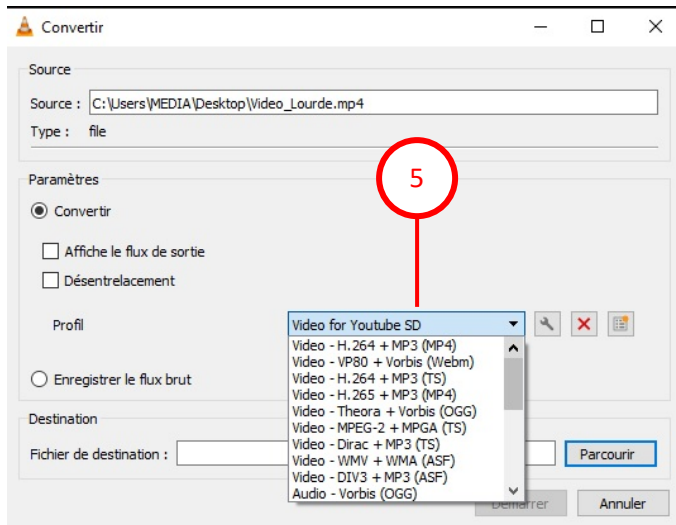 Convertir
Source
Source : C:\Users\MEDIA\Desktop\Video_Lourde.mp4
Type : file
Paramètres
5
Convertir
Affiche le flux de sortie
Désentrelacement
Profil Video for Youtube SD
Video - H.264 + MP3 (MP4)
Video - VP80 + Vorbis (Webm)
Video - H.264 + MP3 (TS)
Video - H.265 + MP3 (MP4)
Video - Theora + Vorbis (OGG)
Video - MPEG-2 + MPGA (TS)
Video - Dirac + MP3 (TS)
Video - WMV + WMA (ASF)
Video - DIV3 + MP3 (ASF)
Audio - Vorbis (OGG)
Enregistrer le flux brut
Destination
Fichier de destination : Parcourir
Démarrer Annuler